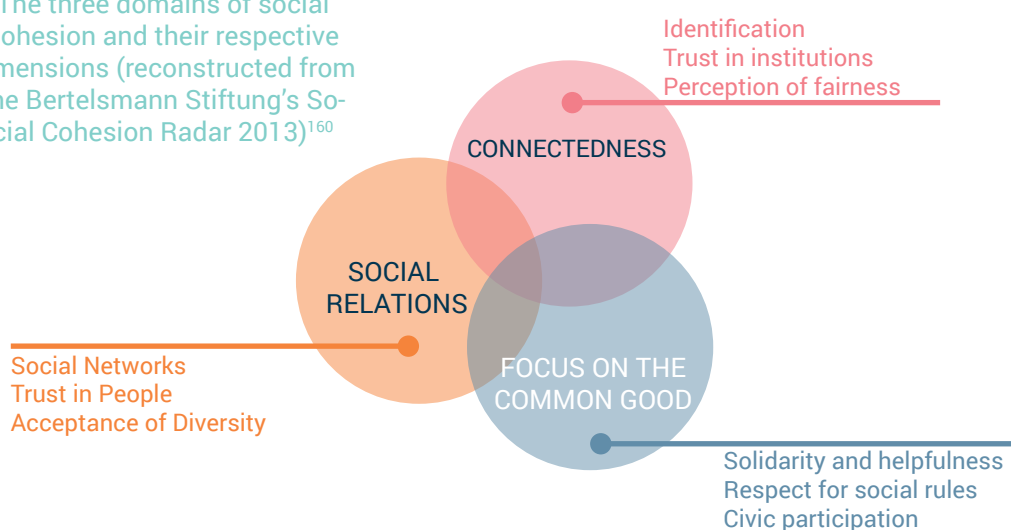 The three domains of social
ohesion and their respective
mensions (reconstructed from
he Bertelsmann Stiftung's So-
cial Cohesion Radar 2013)160
Identification
Trust in institutions
Perception of fairness
CONNECTEDNESS
SOCIAL
RELATIONS
Social Networks
Trust in People
Acceptance of Diversity
FOCUS ON THE
COMMON GOOD
Solidarity and helpfulness
Respect for social rules
Civic participation